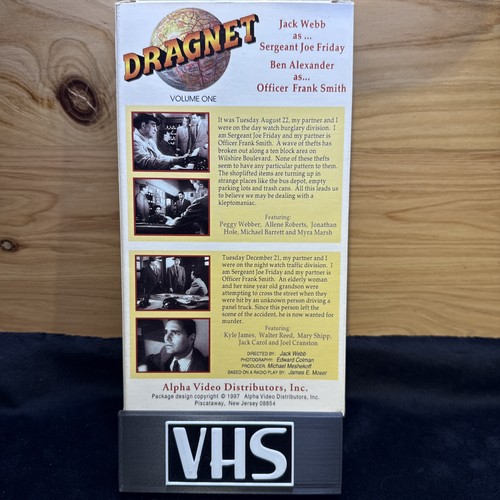 DRAGNET
VOLUME ONE
Jack Webb
as ...
Sergeant Joe Friday
Ben Alexander
as...
Officer Frank Smith
It was Tuesday August 22, my partner and I
were on the day watch burglary division. I
am Sergeant Joe Friday and my partner is
Officer Frank Smith. A wave of thefts has
broken out along a ten block area on
Wilshire Boulevard. None of these thefts
seem to have any particular pattern to them.
The shoplifted items are turning up in
strange places like the bus depot, empty
parking lots and trash cans. All this leads us
to believe we may be dealing with a
kleptomaniac.
Featuring:
Peggy Webber, Allene Roberts, Jonathan
Hole, Michael Barrett and Myra Marsh
Tuesday December 21, my partner and I
were on the night watch traffic division. I
am Sergeant Joe Friday and my partner is
Officer Frank Smith. An elderly woman
and her nine year old grandson were
attempting to cross the street when they
were hit by an unknown person driving a
panel truck. Since this person left the
scene of the accident, he is now wanted for
murder.
Featuring:
Kyle James, Walter Reed, Mary Shipp,
Jack Carol and Joel Cranston
DIRECTED BY: Jack Webb
PHOTOGRAPHY: Edward Colman
PRODUCER: Michael Meshekoff
BASED ON A RADIO PLAY BY: James E. Moser
Alpha Video Distributors, Inc.
Package design copyright © 1997 Alpha Video Distributors, Inc.
Piscataway, New Jersey 08854
VHS